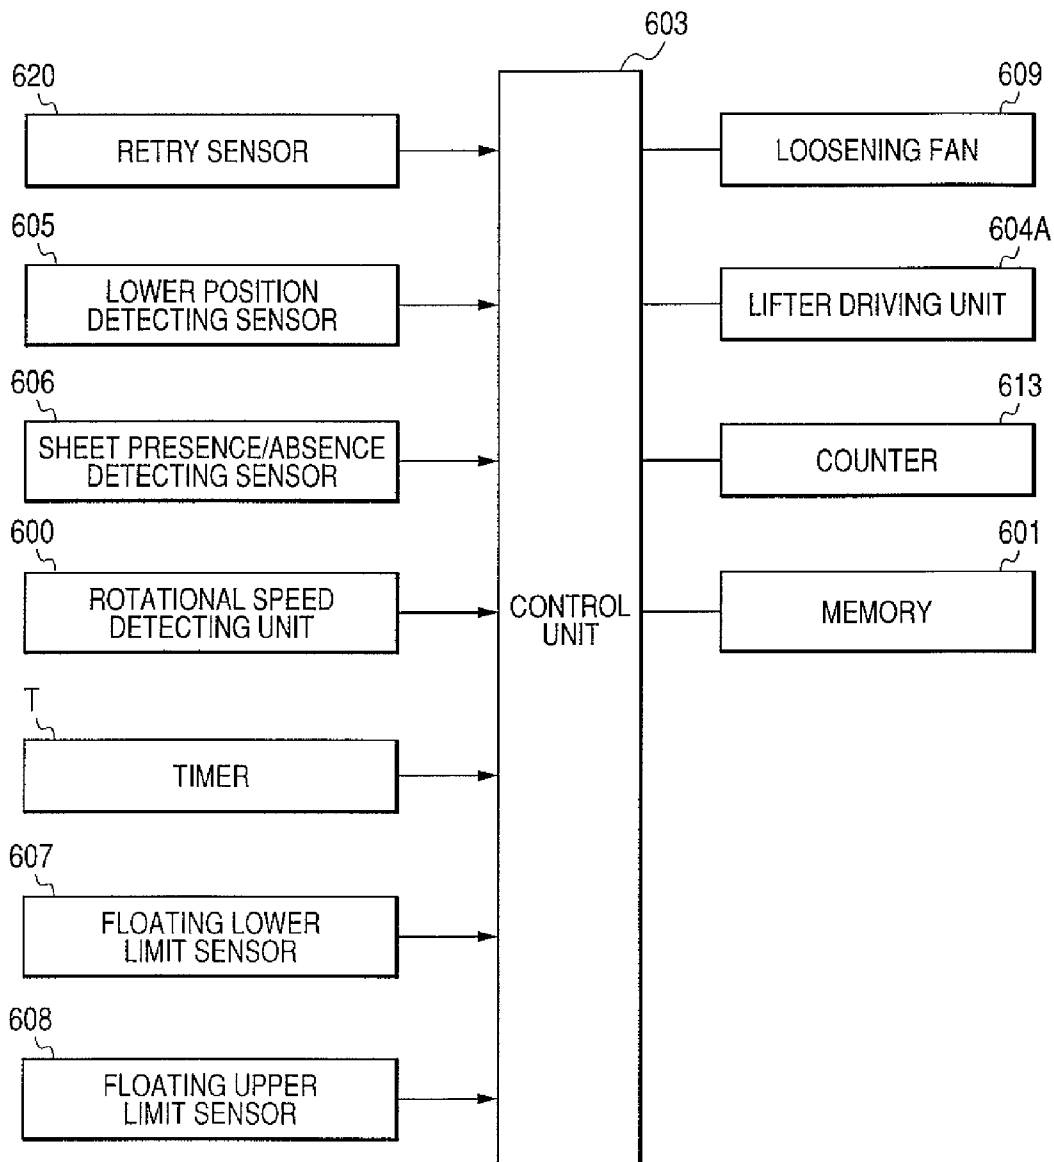 603
620
RETRY SENSOR
605
LOWER POSITION
DETECTING SENSOR
606
SHEET PRESENCE/ABSENCE
DETECTING SENSOR
600
ROTATIONAL SPEED
DETECTING UNIT
T
TIMER
607
FLOATING LOWER
LIMIT SENSOR
608
FLOATING UPPER
LIMIT SENSOR
CONTROL
UNIT
609
LOOSENING FAN
604A
LIFTER DRIVING UNIT
613
COUNTER
601
MEMORY